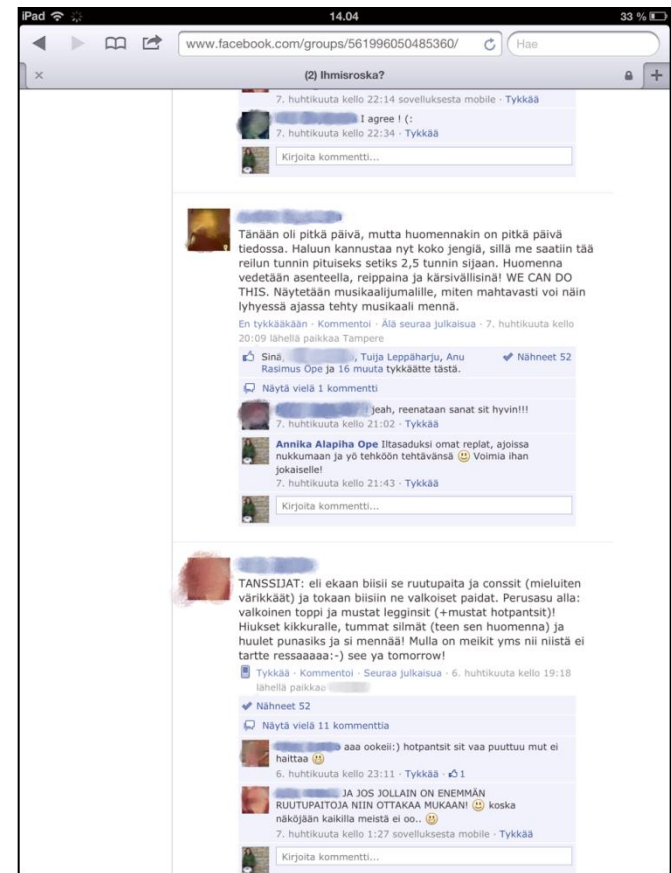 iPad 14.04 33 %
www.facebook.com/groups/561996050485360/ Hae
(2) Ihmisroska?
7. huhtikuuta kello 22:14 sovelluksesta mobile · Tykkää
I agree ! (:
7. huhtikuuta kello 22:34 · Tykkää
Kirjoita kommentti...
Tänään oli pitkä päivä, mutta huomennakin on pitkä päivä
tiedossa. Haluun kannustaa nyt koko jengiä, sillä me saatiin tää
reilun tunnin pituiseks setiks 2,5 tunnin sijaan. Huomenna
vedetään asenteella, reippaina ja kärsivällisinä! WE CAN DO
THIS. Näytetään musikaalijumalille, miten mahtavasti voi näin
lyhyessä ajassa tehty musikaali mennä.
En tykkääkään · Kommentoi · Älä seuraa julkaisua · 7. huhtikuuta kello
20:09 lähellä paikkaa Tampere
Sinä, , Tuija Leppäharju, Anu
Rasimus Ope ja 16 muuta tykkäätte tästä.
Nähneet 52
Näytä vielä 1 kommentti
jeah, reenataan sanat sit hyvin!!!
7. huhtikuuta kello 21:02 · Tykkää
Annika Alapiha Ope Iltasaduksi omat replat, ajoissa
nukkumaan ja yö tehköön tehtävänsä Voimia ihan
jokaiselle!
7. huhtikuuta kello 21:43 · Tykkää
Kirjoita kommentti...
TANSSIJAT: eli ekaan biisii se ruutupaita ja conssit (mieluiten
värikkäät) ja tokaan biisiin ne valkoiset paidat. Perusasu alla:
valkoinen toppi ja mustat legginsit (+mustat hotpantsit)!
Hiukset kikkuralle, tummat silmät (teen sen huomenna) ja
huulet punasiks ja si mennää! Mulla on meikit yms nii niistä ei
tartte ressaaaaa:-) see ya tomorrow!
Tykkää · Kommentoi · Seuraa julkaisua · 6. huhtikuuta kello 19:18
lähellä paikkaa
Nähneet 52
Näytä vielä 11 kommenttia
aaa ookeii:) hotpantsit sit vaa puuttuu mut ei
haittaa
6. huhtikuuta kello 23:11 · Tykkää · 1
JA JOS JOLLAIN ON ENEMMÄN
RUUTUPAITOJA NIIN OTTAKAA MUKAAN! koska
näköjään kaikilla meistä ei oo..
7. huhtikuuta kello 1:27 sovelluksesta mobile · Tykkää
Kirjoita kommentti...